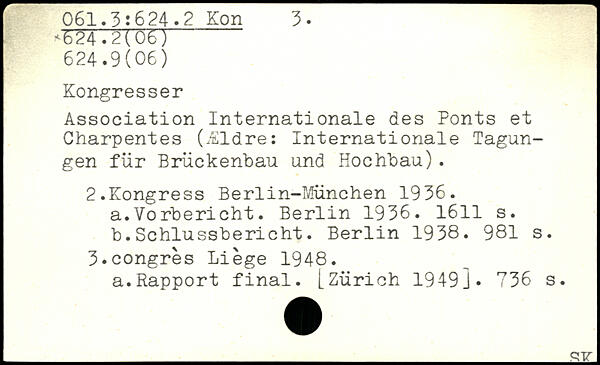 061.3:624.2 Kon 3.
×624.2(06)
624.9(06)
Kongresser
Association Internationale des Ponts et
Charpentes (Ældre: Internationale Tagun-
gen für Brückenbau und Hochbau).
2.Kongress Berlin-München 1936.
a.Vorbericht. Berlin 1936. 1611 s.
b.Schlussbericht. Berlin 1938. 981 s.
3.congrès Liège 1948.
a.Rapport final. [Zürich 1949]. 736 s.
SK